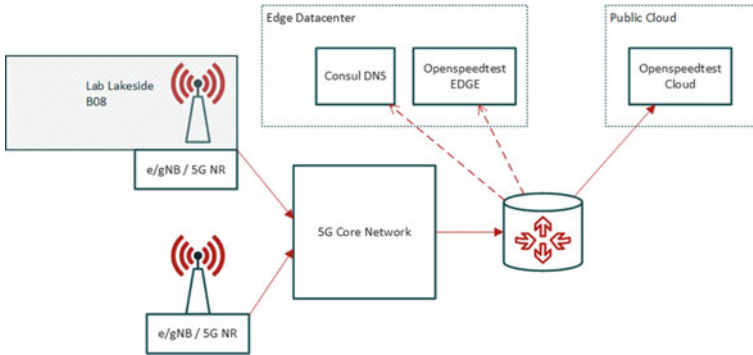 Edge Datacenter
Public Cloud
Consul DNS
Openspeedtest
EDGE
Openspeedtest
Cloud
Lab Lakeside
B08
e/gNB / 5G NR
5G Core Network
e/gNB / 5G NR